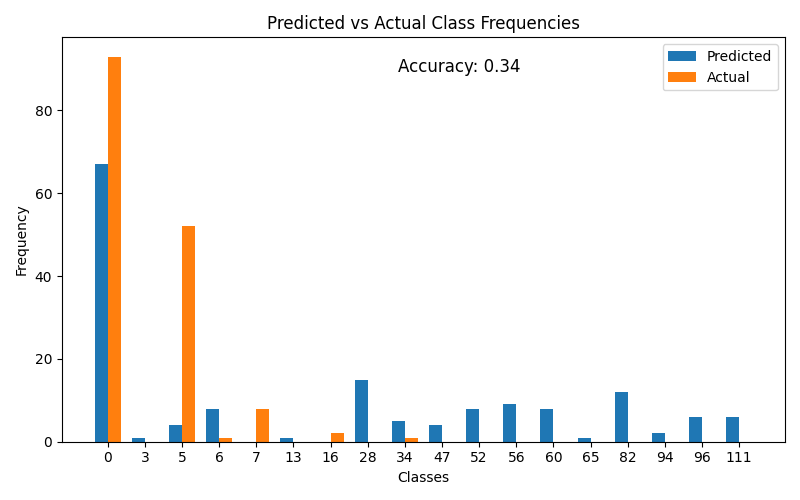 Predicted vs Actual Class Frequencies
Accuracy: 0.34
Predicted
Actual
80
60
40
20
0
Frequency
0 3 5 6 7 13 16 28 34 47 52 56 60 65 82 94 96 111
Classes